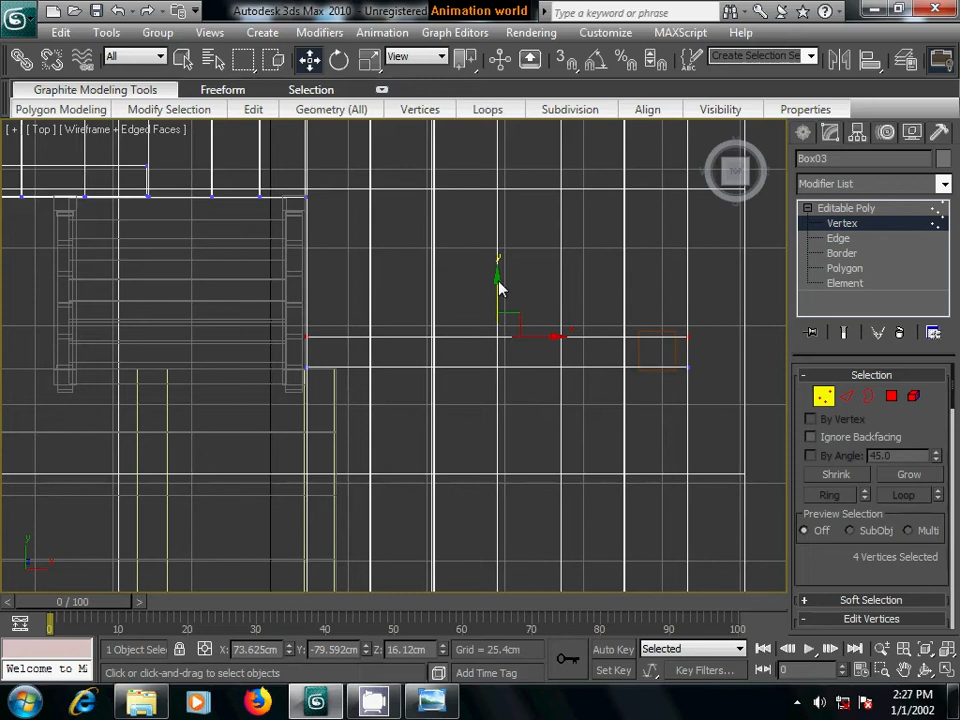 Autodesk 3ds Max 2010 - Unregistered Animation world
Type a keyword or phrase
Edit Tools Group Views Create Modifiers Animation Graph Editors Rendering Customize MAXScript Help
All View Create Selection Se
Graphite Modeling Tools Freeform Selection
Polygon Modeling Modify Selection Edit Geometry (All) Vertices Loops Subdivision Align Visibility Properties
[ + ] [ Top ] [ Wireframe + Edged Faces ]
TOP
Box03
Modifier List
Editable Poly
Vertex
Edge
Border
Polygon
Element
y
x
- Selection
By Vertex
Ignore Backfacing
By Angle: 45.0
Shrink Grow
Ring Loop
Preview Selection
Off SubObj Multi
4 Vertices Selected
+ Soft Selection
- Edit Vertices
< 0 / 100 >
0 10 20 30 40 50 60 70 80 90 100
1 Object Selec X: 73.625cm Y: -79.592cm Z: 16.12cm Grid = 25.4cm Auto Key Selected
Welcome to M Click or click-and-drag to select objects Add Time Tag Set Key Key Filters... 0
2:27 PM
1/1/2002